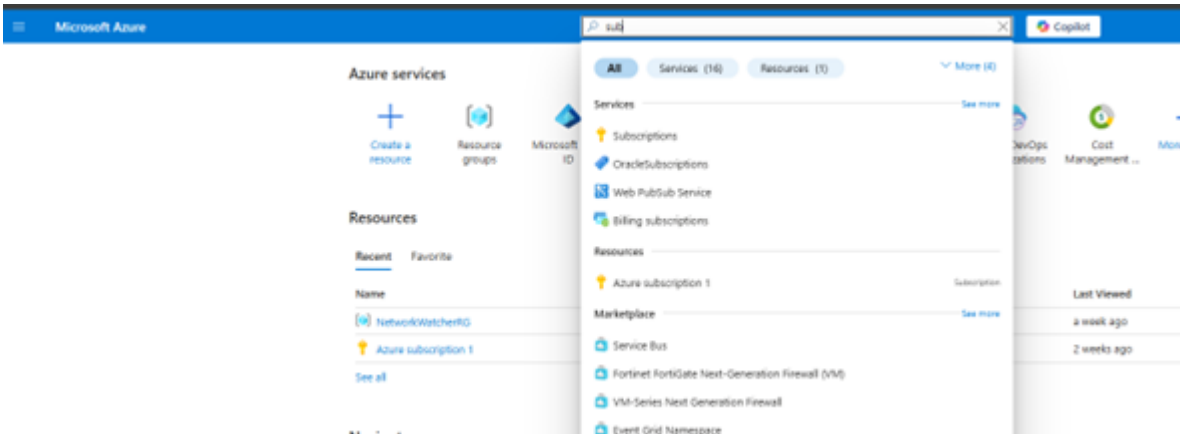 Microsoft Azure
sub
Copilot
Azure services
Create a resource
Resource groups
Microsoft
ID
DevOps
zations
Cost Management ...
Mor
All
Services (16)
Resources (1)
More (4)
Services
See more
Subscriptions
OracleSubscriptions
Web PubSub Service
Billing subscriptions
Resources
Azure subscription 1
Subscription
Marketplace
See more
Service Bus
Fortinet FortiGate Next-Generation Firewall (VM)
VM-Series Next Generation Firewall
Event Grid Namespace
Resources
Recent
Favorite
Name
Last Viewed
NetworkWatcherRG
a week ago
Azure subscription 1
2 weeks ago
See all